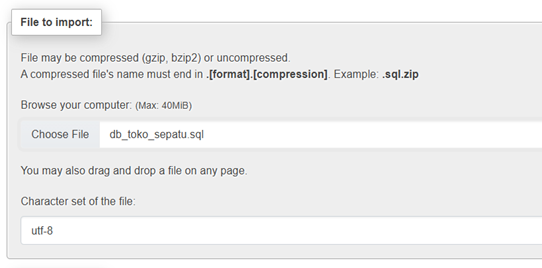 File to import:
File may be compressed (gzip, bzip2) or uncompressed.
A compressed file's name must end in .[format].[compression]. Example: .sql.zip
Browse your computer: (Max: 40MiB)
Choose File db_toko_sepatu.sql
You may also drag and drop a file on any page.
Character set of the file:
utf-8